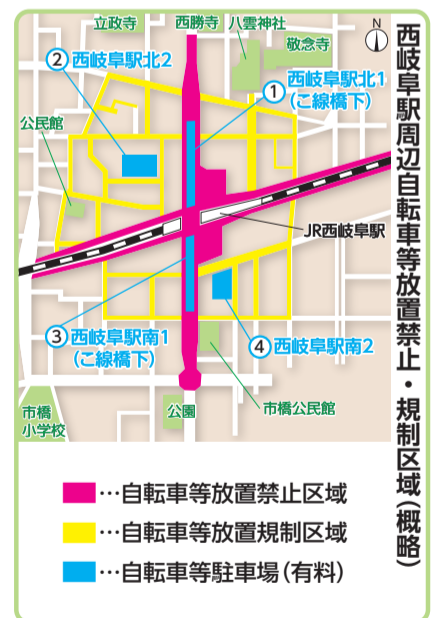 西岐阜駅周辺自転車等放置禁止・規制区域(概略)
立政寺
西勝寺
八雲神社
敬念寺
N
②西岐阜駅北2
①西岐阜駅北1
(こ線橋下)
公民館
JR西岐阜駅
③西岐阜駅南1
(こ線橋下)
④西岐阜駅南2
市橋
小学校
公園
市橋公民館
…自転車等放置禁止区域
…自転車等放置規制区域
…自転車等駐車場(有料)